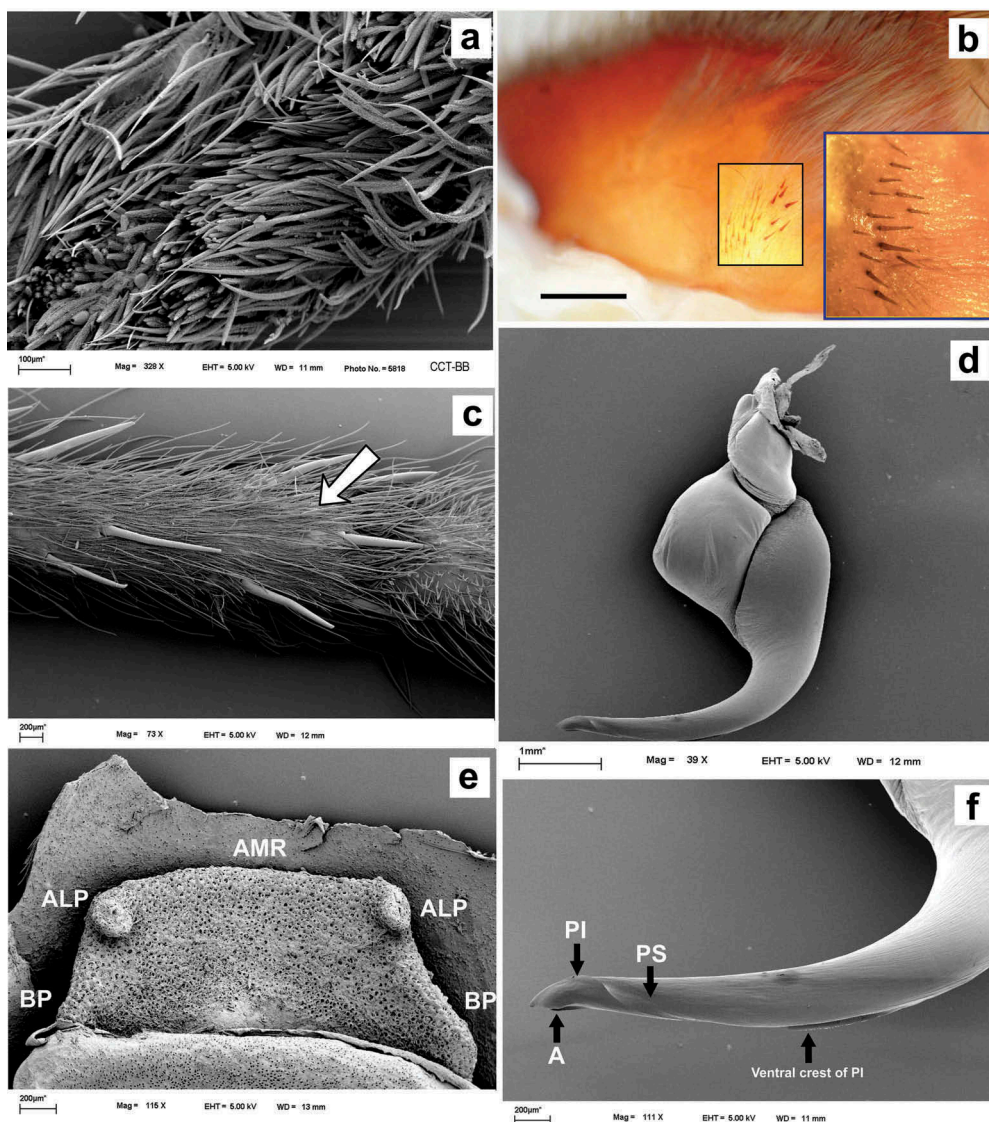 a
100µm*
Mag = 328 X EHT = 5.00 kV WD = 11 mm Photo No. = 5818 CCT-BB
b
c
200µm*
Mag = 73 X EHT = 5.00 kV WD = 12 mm
d
1mm*
Mag = 39 X EHT = 5.00 kV WD = 12 mm
e
AMR
ALP ALP
BP BP
200µm*
Mag = 115 X EHT = 5.00 kV WD = 13 mm
f
PI
PS
A
Ventral crest of PI
200µm*
Mag = 111 X EHT = 5.00 kV WD = 11 mm